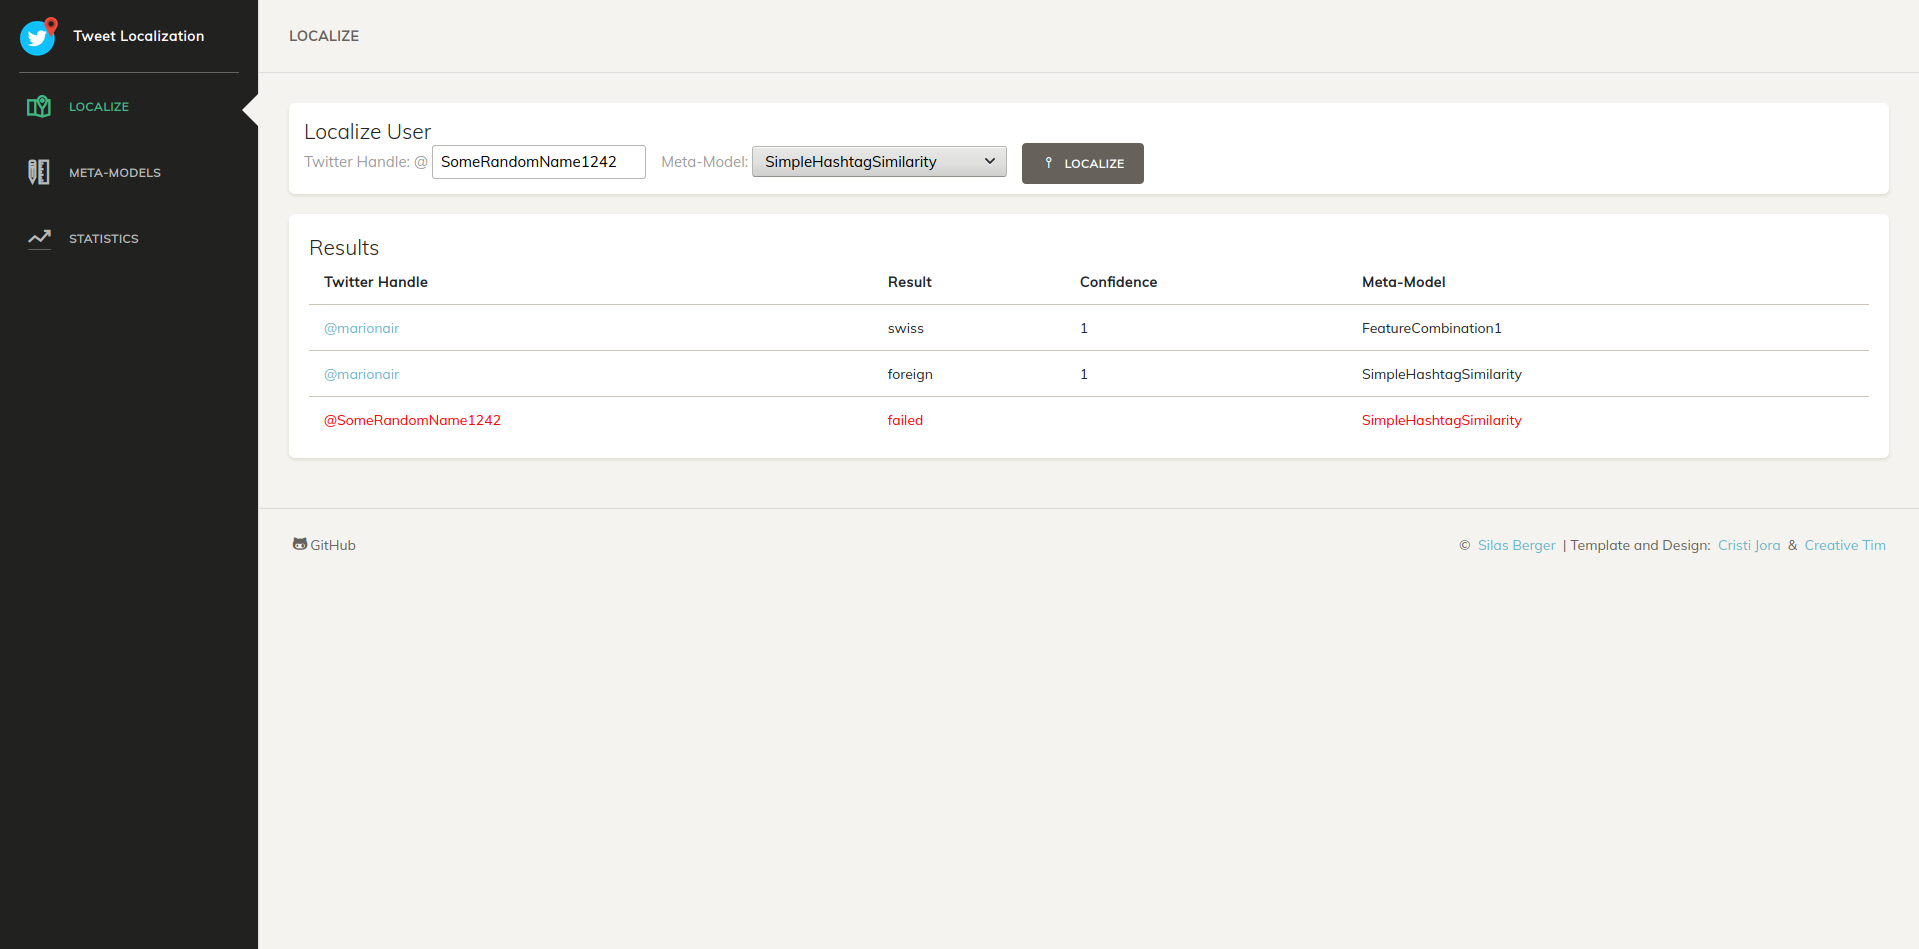 Tweet Localization
LOCALIZE
META-MODELS
STATISTICS
LOCALIZE
Localize User
Twitter Handle: @ SomeRandomName1242 Meta-Model: SimpleHashtagSimilarity LOCALIZE
Results
Twitter Handle Result Confidence Meta-Model
@marionair swiss 1 FeatureCombination1
@marionair foreign 1 SimpleHashtagSimilarity
@SomeRandomName1242 failed SimpleHashtagSimilarity
GitHub © Silas Berger | Template and Design: Cristi Jora & Creative Tim